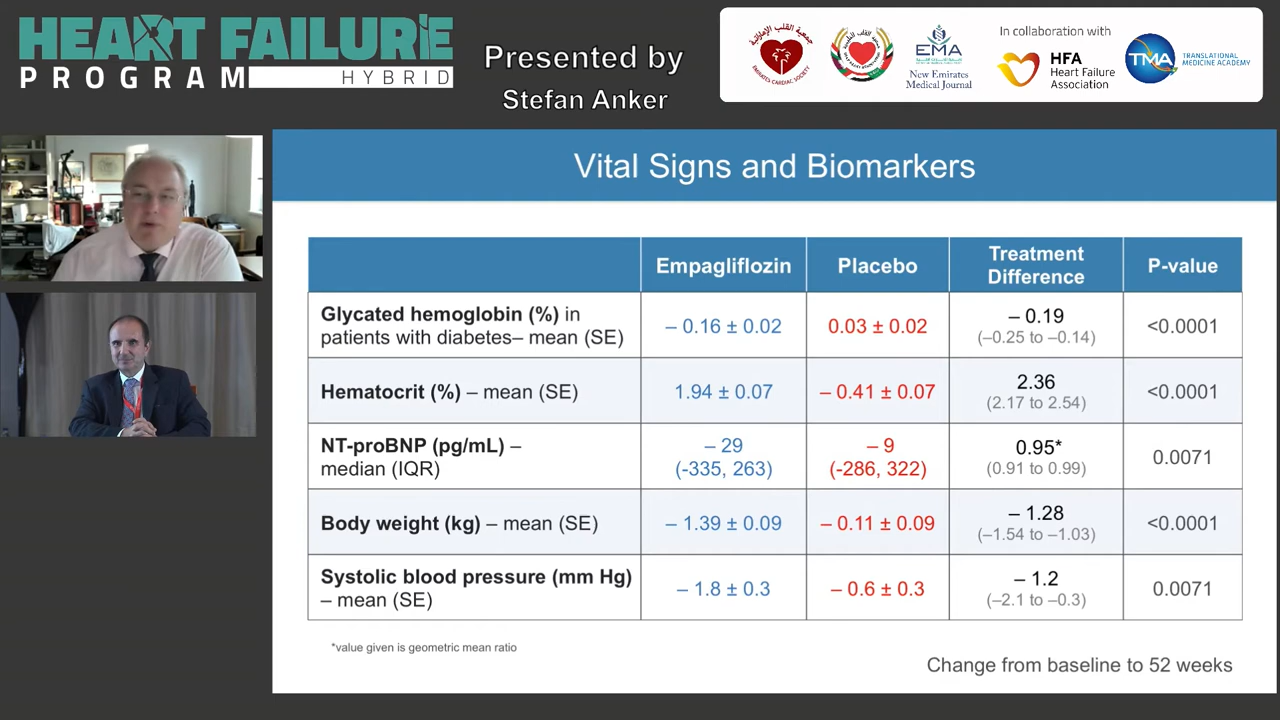 HEART FAILURE
PROGRAM HYBRID
Presented by
Stefan Anker
جمعية القلب الإماراتية
EMIRATES CARDIAC SOCIETY
EMA
New Emirates
Medical Journal
In collaboration with
HFA
Heart Failure
Association
TMA
TRANSLATIONAL
MEDICINE ACADEMY
Vital Signs and Biomarkers
Empagliflozin Placebo Treatment Difference P-value
Glycated hemoglobin (%) in
patients with diabetes– mean (SE)
– 0.16 ± 0.02
0.03 ± 0.02
– 0.19
(–0.25 to –0.14)
<0.0001
Hematocrit (%) – mean (SE)
1.94 ± 0.07
– 0.41 ± 0.07
2.36
(2.17 to 2.54)
<0.0001
NT-proBNP (pg/mL) –
median (IQR)
– 29
(-335, 263)
– 9
(-286, 322)
0.95*
(0.91 to 0.99)
0.0071
Body weight (kg) – mean (SE)
– 1.39 ± 0.09
– 0.11 ± 0.09
– 1.28
(–1.54 to –1.03)
<0.0001
Systolic blood pressure (mm Hg)
– mean (SE)
– 1.8 ± 0.3
– 0.6 ± 0.3
– 1.2
(–2.1 to –0.3)
0.0071
*value given is geometric mean ratio
Change from baseline to 52 weeks